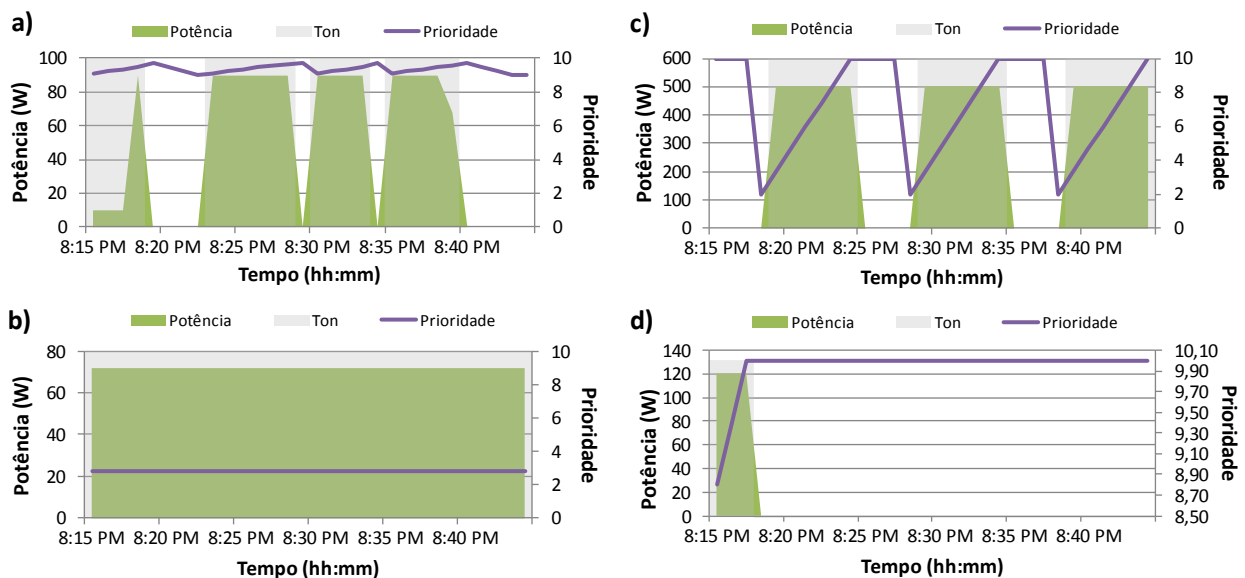 a)
Potência Ton Prioridade
Potência (W)
100
80
60
40
20
0
10
8
6
4
2
0
Prioridade
8:15 PM 8:20 PM 8:25 PM 8:30 PM 8:35 PM 8:40 PM
Tempo (hh:mm)
c)
Potência Ton Prioridade
Potência (W)
600
500
400
300
200
100
0
10
8
6
4
2
0
Prioridade
8:15 PM 8:20 PM 8:25 PM 8:30 PM 8:35 PM 8:40 PM
Tempo (hh:mm)
b)
Potência Ton Prioridade
Potência (W)
80
60
40
20
0
10
8
6
4
2
0
Prioridade
8:15 PM 8:20 PM 8:25 PM 8:30 PM 8:35 PM 8:40 PM
Tempo (hh:mm)
d)
Potência Ton Prioridade
Potência (W)
140
120
100
80
60
40
20
0
10,10
9,90
9,70
9,50
9,30
9,10
8,90
8,70
8,50
Prioridade
8:15 PM 8:20 PM 8:25 PM 8:30 PM 8:35 PM 8:40 PM
Tempo (hh:mm)